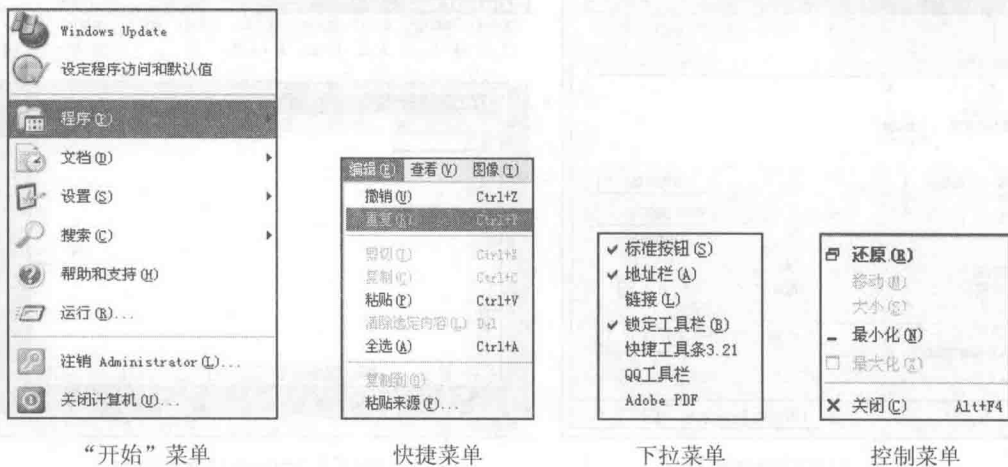 Windows Update
设定程序访问和默认值
程序(P)
文档(D)
设置(S)
搜索(C)
帮助和支持(H)
运行(R)...
注销 Administrator(L)...
关闭计算机(U)...
“开始”菜单
编辑(E) 查看(V) 图像(I)
撤销(U) Ctrl+Z
重复(R)
剪切(T) Ctrl+X
复制(C) Ctrl+C
粘贴(P) Ctrl+V
清除选定内容(L) Del
全选(A) Ctrl+A
复制到(O)
粘贴来源(F)...
快捷菜单
标准按钮(S)
地址栏(A)
链接(L)
锁定工具栏(B)
快捷工具条3.21
QQ工具栏
Adobe PDF
下拉菜单
还原(R)
移动(M)
大小(S)
最小化(N)
最大化(X)
关闭(C) Alt+F4
控制菜单